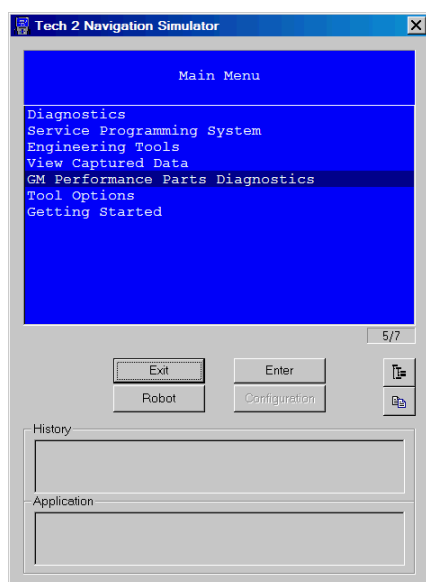 Tech 2 Navigation Simulator
Main Menu
Diagnostics
Service Programming System
Engineering Tools
View Captured Data
GM Performance Parts Diagnostics
Tool Options
Getting Started
5/7
Exit
Enter
Robot
Configuration
History
Application